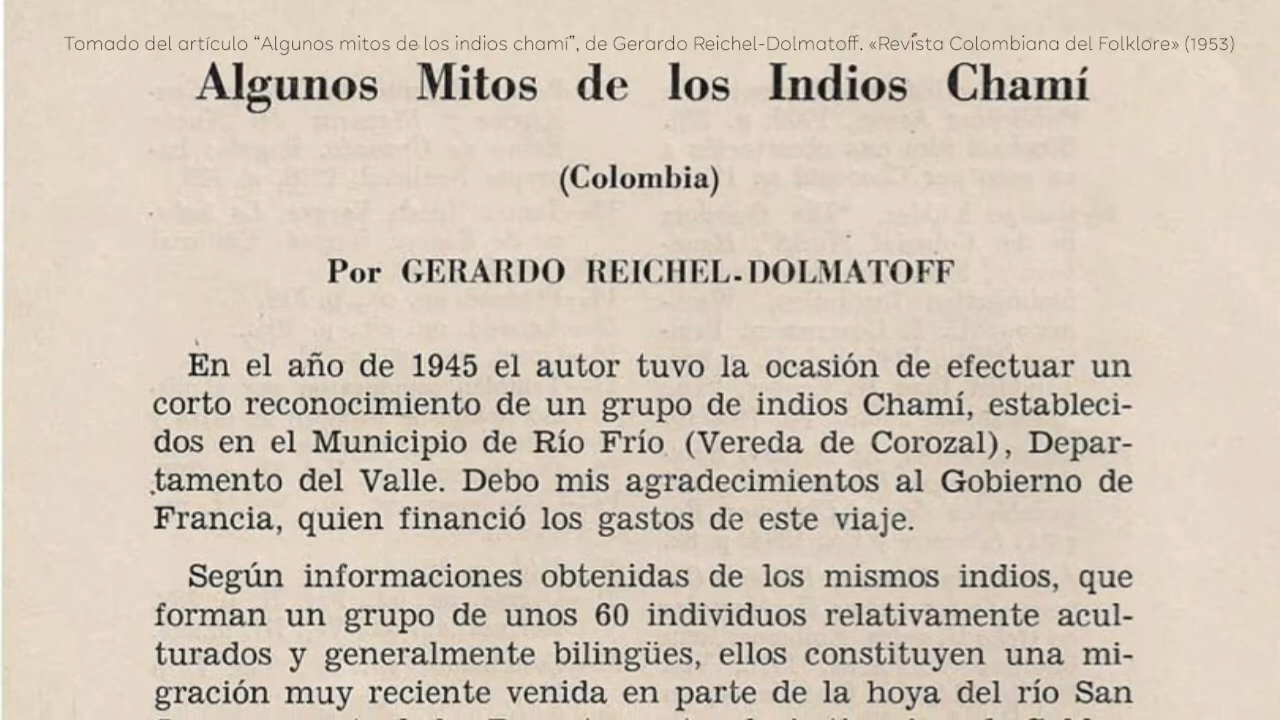 Tomado del artículo “Algunos mitos de los indios chamí”, de Gerardo Reichel-Dolmatoff. «Revista Colombiana del Folklore» (1953)
Algunos Mitos de los Indios Chamí
(Colombia)
Por GERARDO REICHEL-DOLMATOFF
En el año de 1945 el autor tuvo la ocasión de efectuar un
corto reconocimiento de un grupo de indios Chamí, estableci-
dos en el Municipio de Río Frío (Vereda de Corozal), Depar-
tamento del Valle. Debo mis agradecimientos al Gobierno de
Francia, quien financió los gastos de este viaje.
Según informaciones obtenidas de los mismos indios, que
forman un grupo de unos 60 individuos relativamente acul-
turados y generalmente bilingües, ellos constituyen una mi-
gración muy reciente venida en parte de la hoya del río San